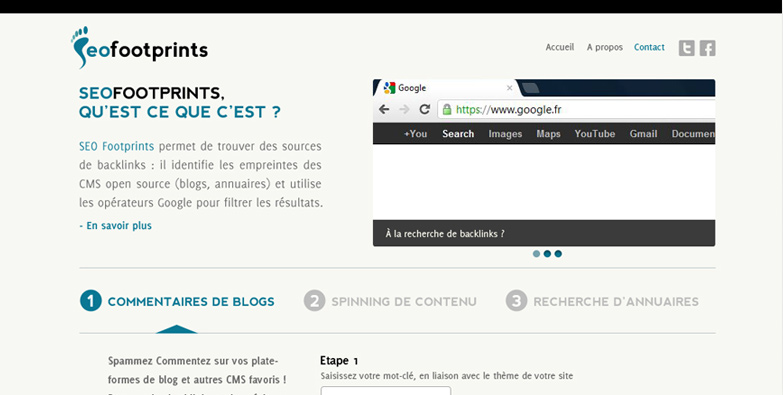 Seofootprints
Accueil A propos Contact
SEOFOOTPRINTS,
QU'EST CE QUE C'EST ?
SEO Footprints permet de trouver des sources
de backlinks : il identifie les empreintes des
CMS open source (blogs, annuaires) et utilise
les opérateurs Google pour filtrer les résultats.
- En savoir plus
Google
https://www.google.fr
+You Search Images Maps YouTube Gmail Documen
À la recherche de backlinks ?
1 COMMENTAIRES DE BLOGS 2 SPINNING DE CONTENU 3 RECHERCHE D'ANNUAIRES
Spammez Commentez sur vos plate-
formes de blog et autres CMS favoris !
Etape 1
Saisissez votre mot-clé, en liaison avec le thème de votre site